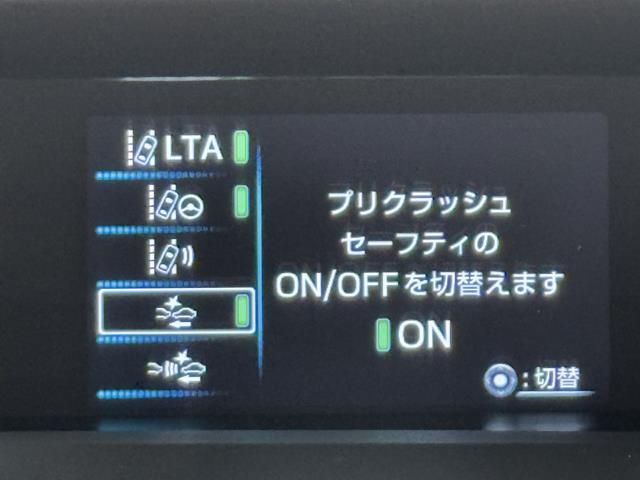 LTA
プリクラッシュ
セーフティの
ON/OFFを切替えます
ON
:切替